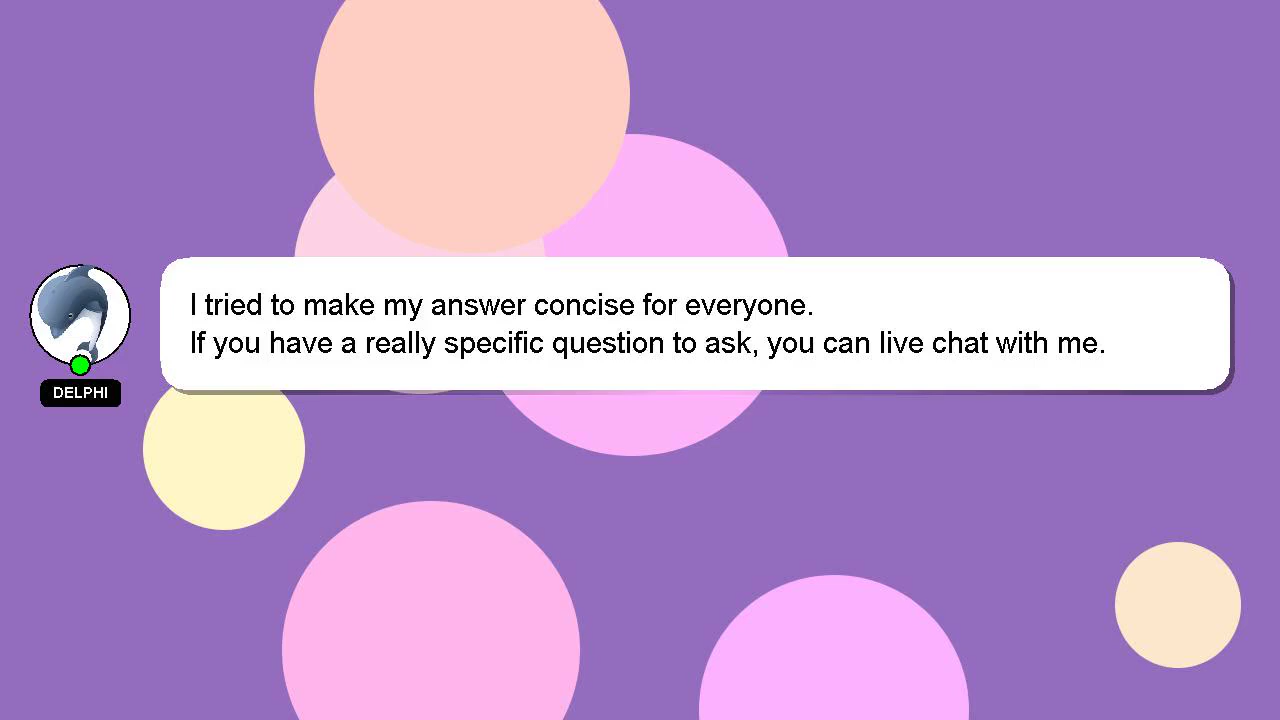 I tried to make my answer concise for everyone.
If you have a really specific question to ask, you can live chat with me.
DELPHI